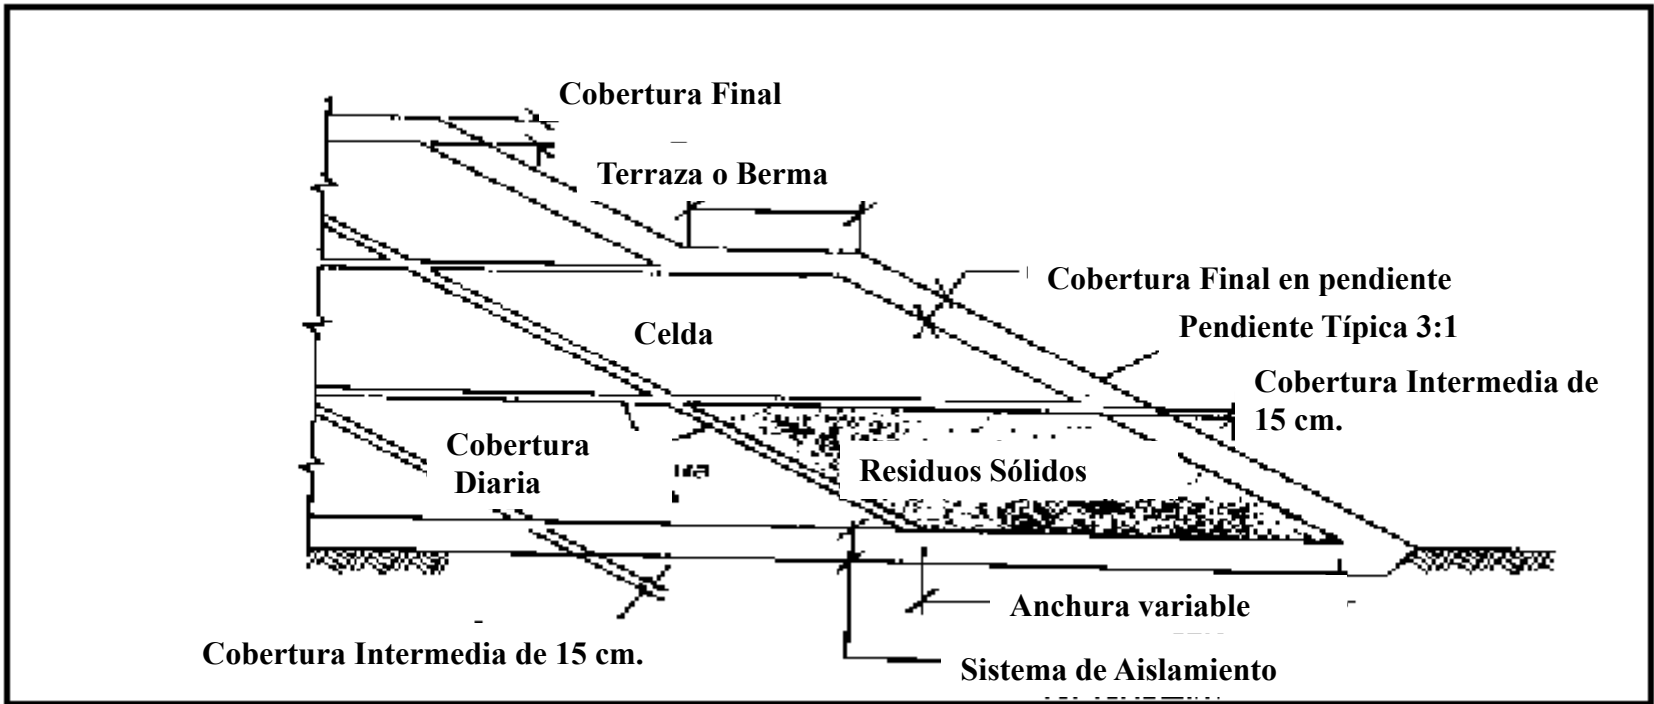 Cobertura Final
Terraza o Berma
Cobertura Final en pendiente
Pendiente Típica 3:1
Celda
Cobertura Intermedia de
15 cm.
Cobertura
Diaria
Residuos Sólidos
Anchura variable
Cobertura Intermedia de 15 cm.
Sistema de Aislamiento